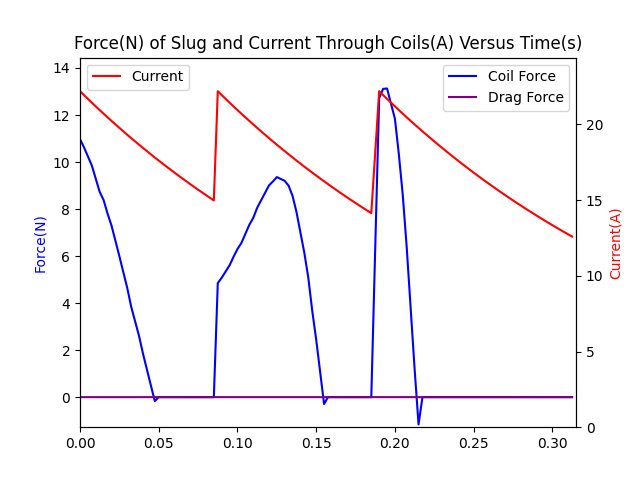 Force(N) of Slug and Current Through Coils(A) Versus Time(s)
Current
Coil Force
Drag Force
Force(N)
14
12
10
8
6
4
2
0
Current(A)
20
15
10
5
0
0.00 0.05 0.10 0.15 0.20 0.25 0.30